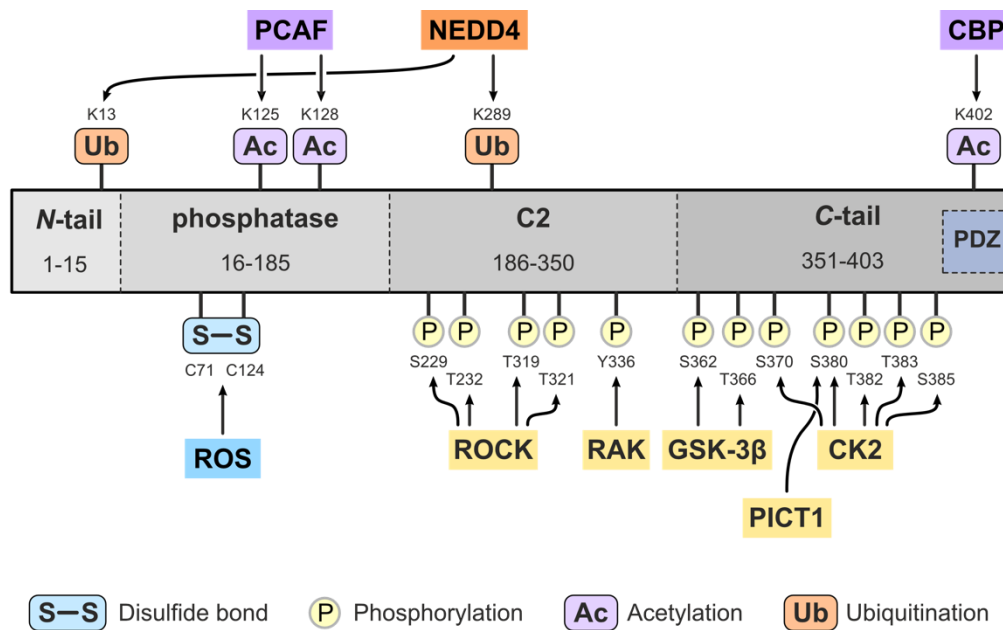 PCAF NEDD4 CBP
K13 K125 K128 K289 K402
Ub Ac Ac Ub Ac
N-tail phosphatase C2 C-tail
PDZ
1-15 16-185 186-350 351-403
S–S P P P P P P P P P P P P
C71 C124 S229 T319 Y336 S362 S370 S380 T383
T232 T321 T366 T382 S385
ROS ROCK RAK GSK-3β CK2
PICT1
S–S Disulfide bond P Phosphorylation Ac Acetylation Ub Ubiquitination